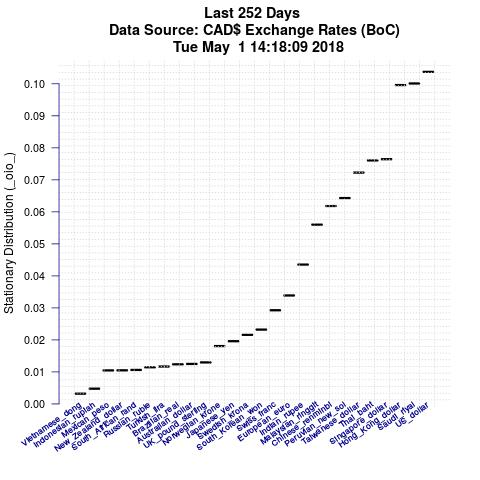 Last 252 Days
Data Source: CAD$ Exchange Rates (BoC)
Tue May  1 14:18:09 2018
Stationary Distribution (_oio_)
0.10
0.09
0.08
0.07
0.06
0.05
0.04
0.03
0.02
0.01
0.00
Vietnamese_dong
Indonesian_rupiah
Mexican_peso
New_Zealand_dollar
South_African_rand
Russian_ruble
Turkish_lira
Brazilian_real
Australian_dollar
UK_pound_sterling
Norwegian_krone
Japanese_yen
Swedish_krona
South_Korean_won
Swiss_franc
European_euro
Indian_rupee
Malaysian_ringgit
Chinese_renminbi
Peruvian_new_sol
Taiwanese_dollar
Thai_baht
Singapore_dollar
Hong_Kong_dollar
Saudi_riyal
US_dollar